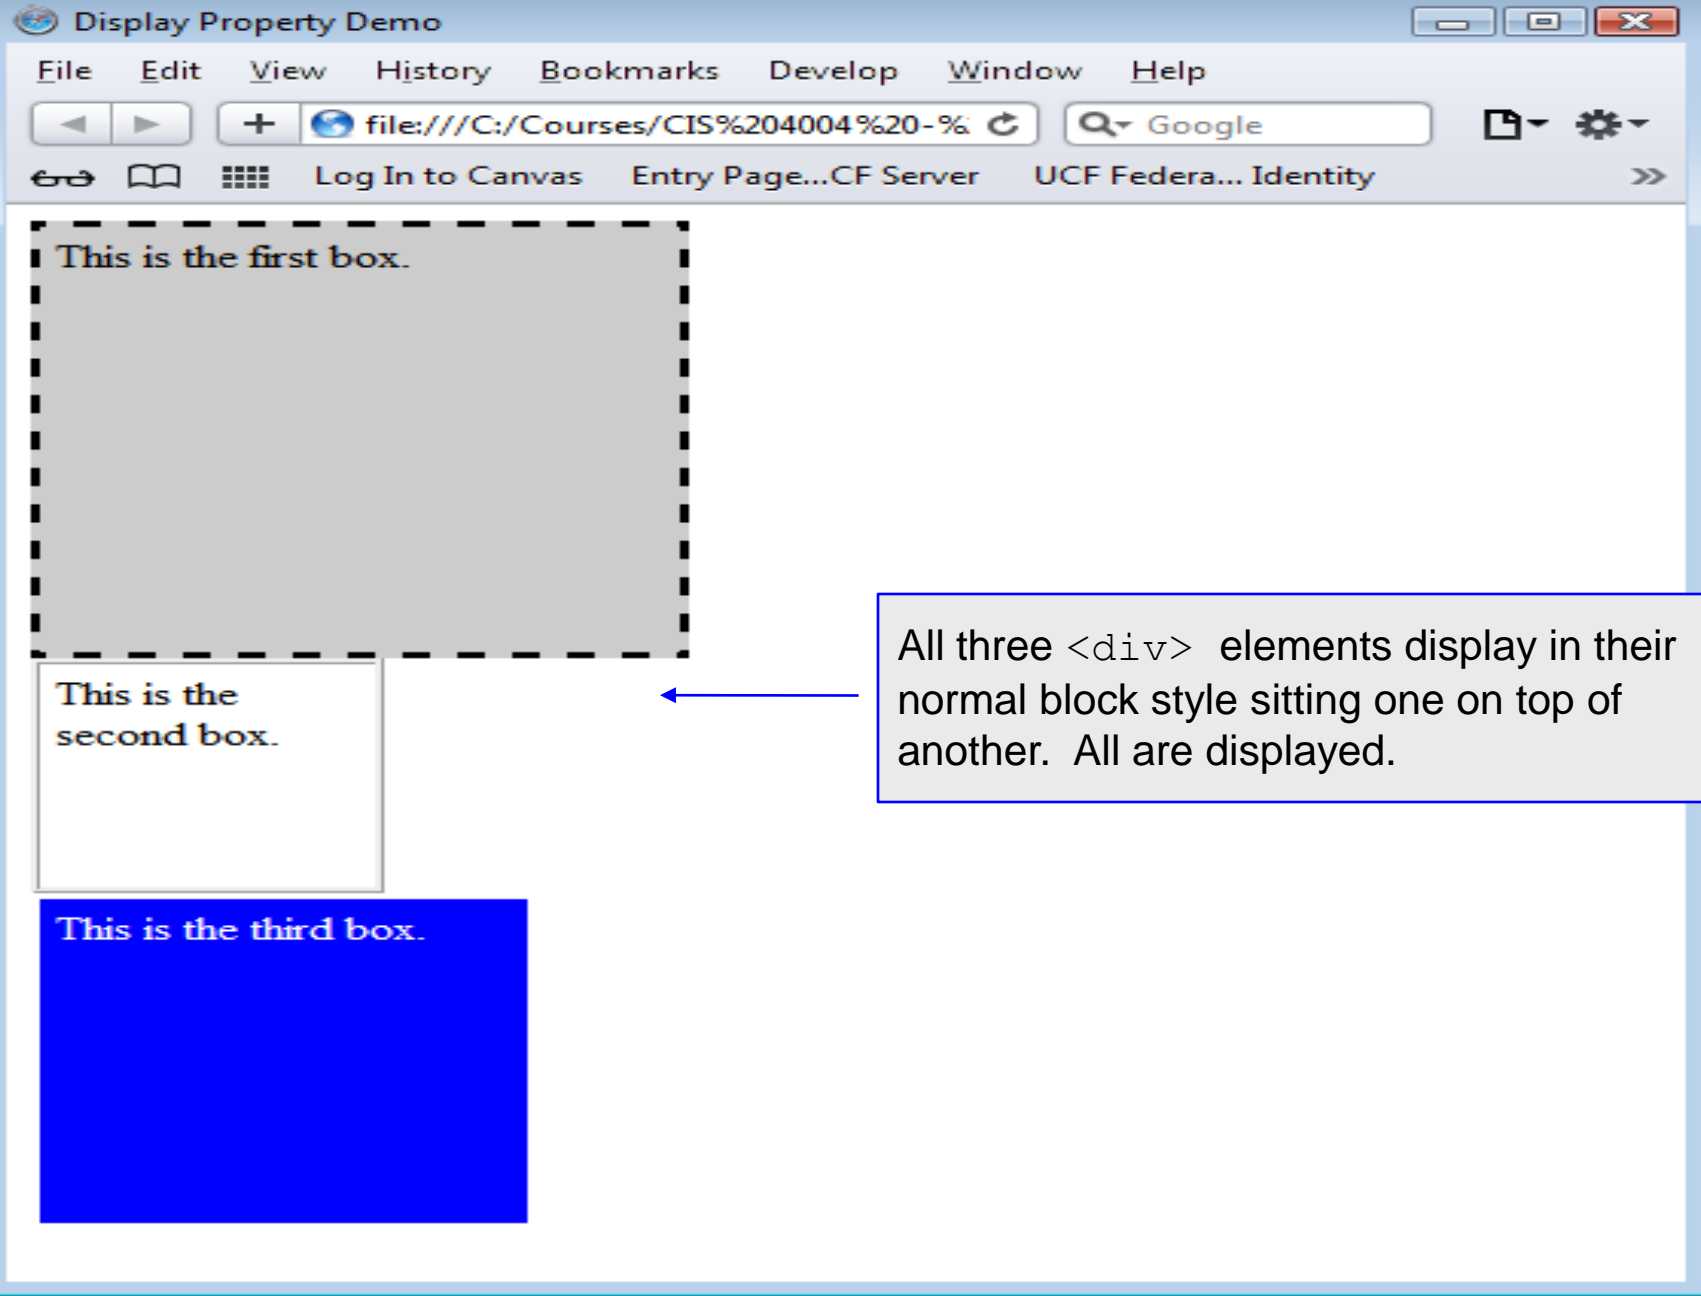 Display Property Demo
File Edit View History Bookmarks Develop Window Help
file:///C:/Courses/CIS%204004%20-%
Google
Log In to Canvas Entry Page...CF Server UCF Federa... Identity
This is the first box.
All three <div> elements display in their
normal block style sitting one on top of
another. All are displayed.
This is the
second box.
This is the third box.